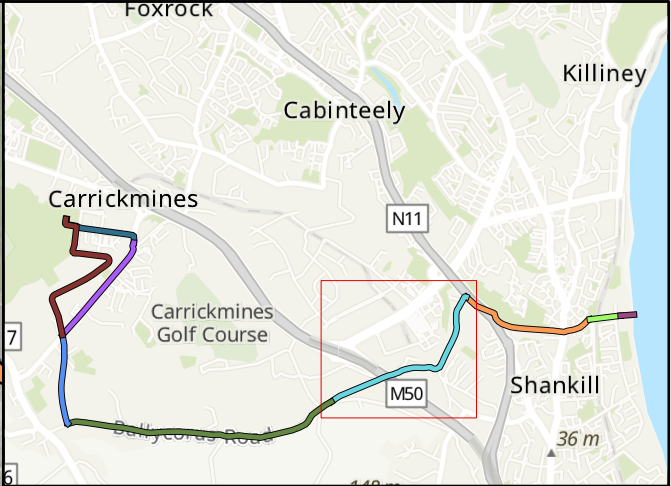 Foxrock
Killiney
Cabinteely
Carrickmines
N11
Carrickmines
Golf Course
7
M50
Shankill
Ballycorus Road
36 m
6